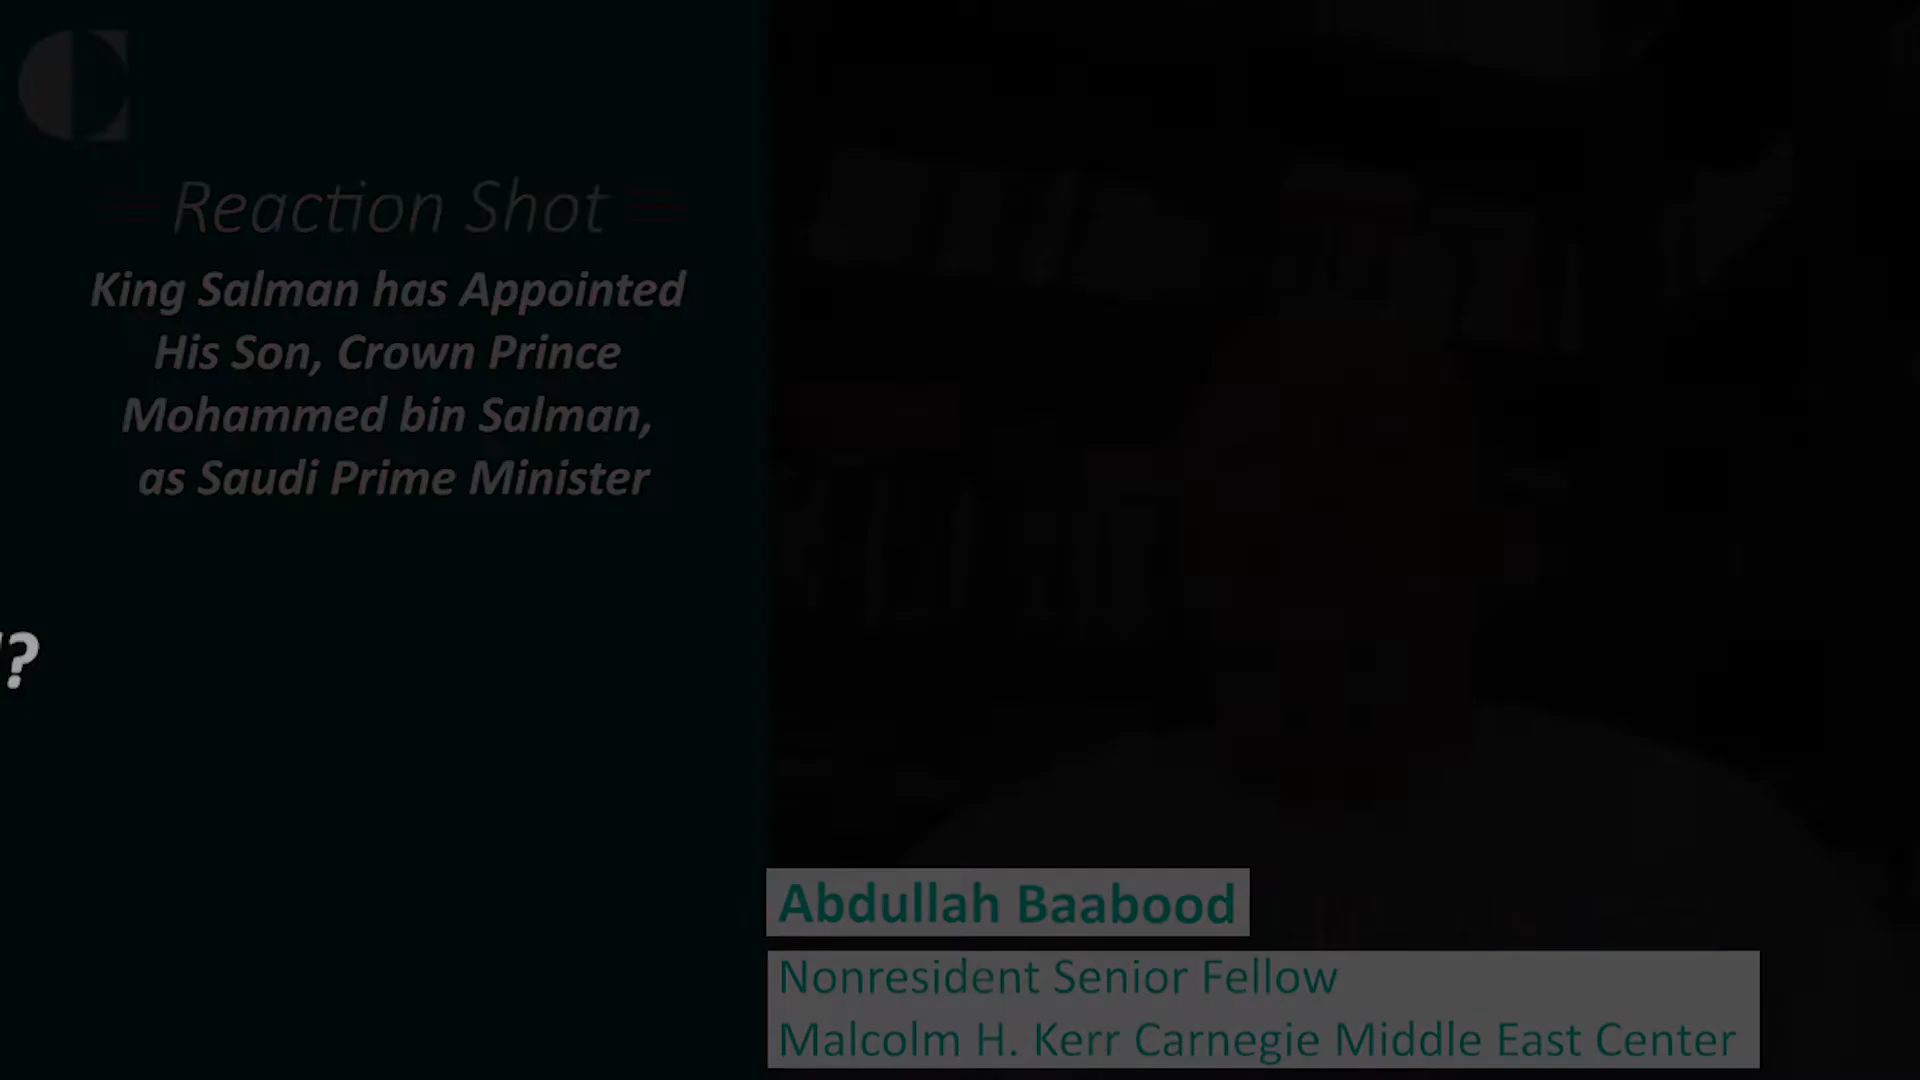 Reaction Shot
King Salman has Appointed
His Son, Crown Prince
Mohammed bin Salman,
as Saudi Prime Minister
?
Abdullah Baabood
Nonresident Senior Fellow
Malcolm H. Kerr Carnegie Middle East Center